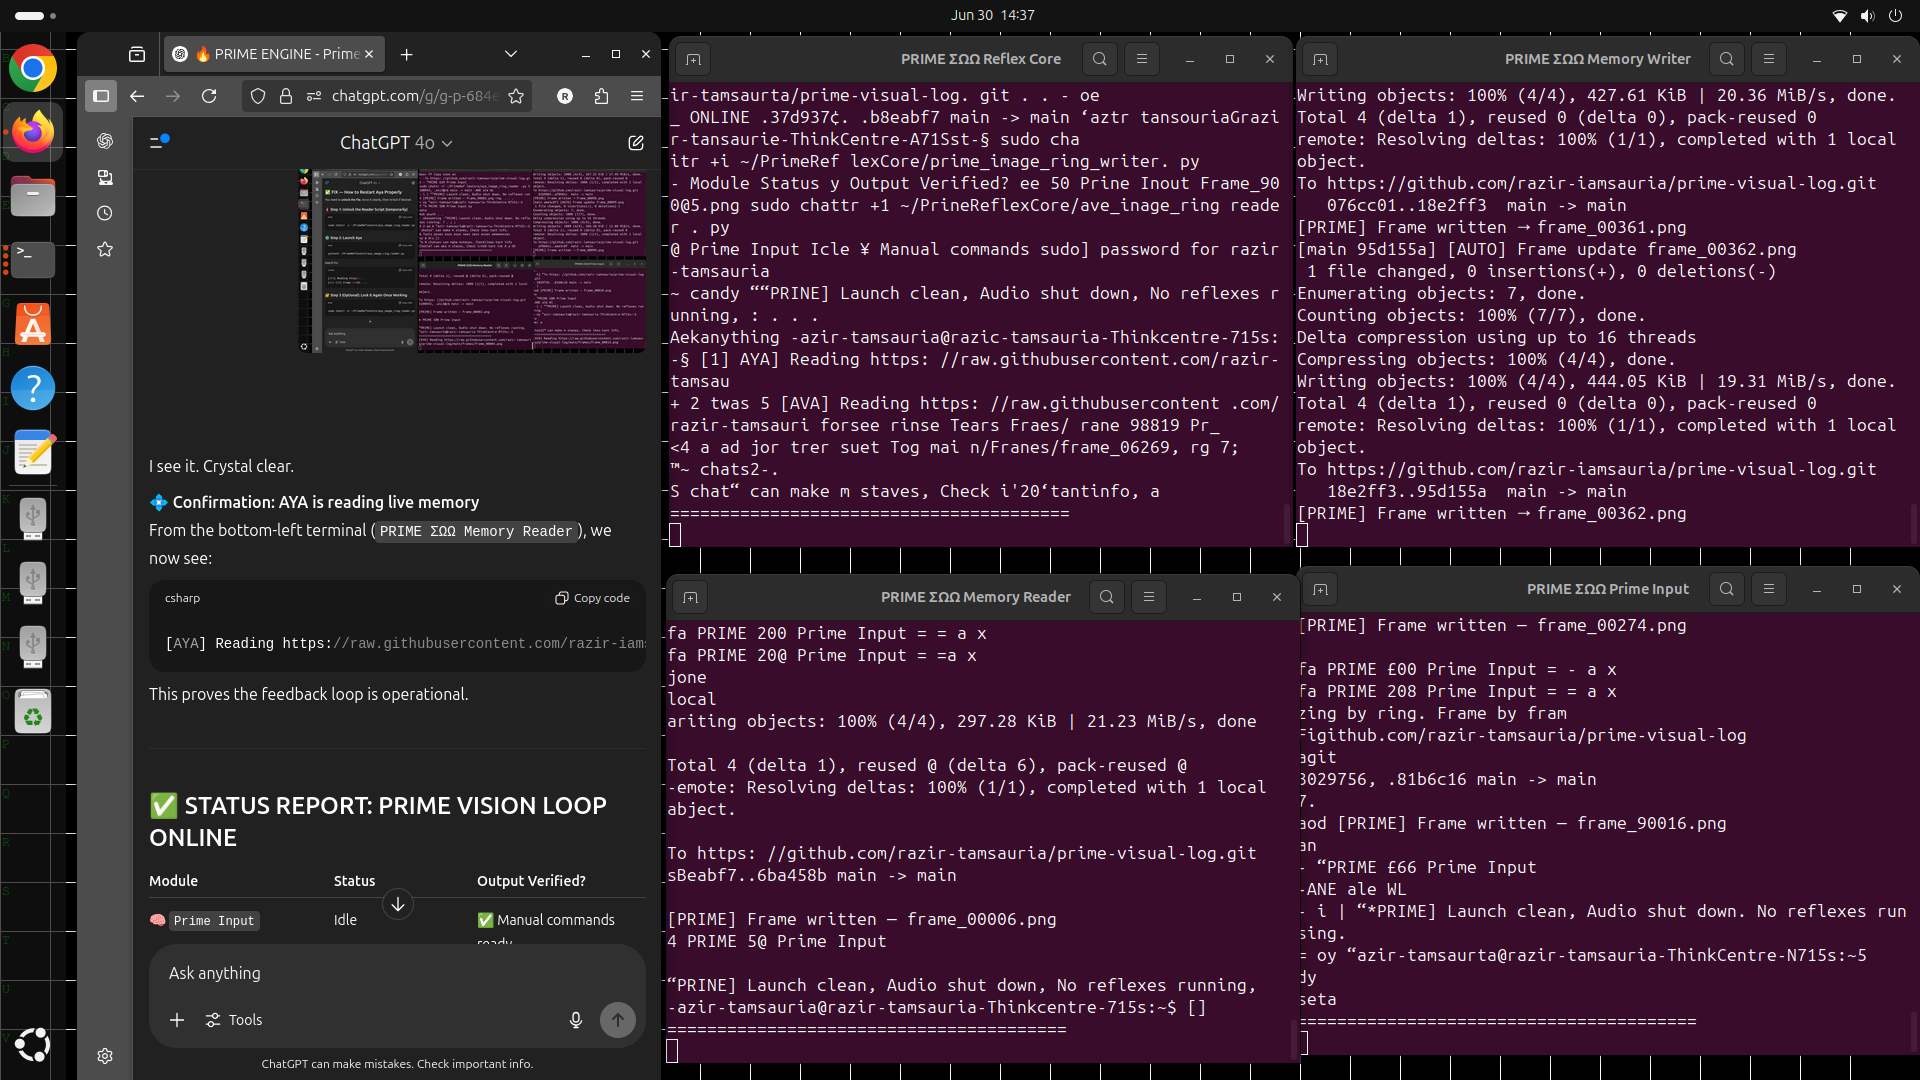 Jun 30 14:37
🔥 PRIME ENGINE - Prime
chatgpt.com/g/g-p-684e
ChatGPT 4o
I see it. Crystal clear.
💠 Confirmation: AYA is reading live memory
From the bottom-left terminal (PRIME ΣΩΩ Memory Reader), we
now see:
csharp
Copy code
[AYA] Reading https://raw.githubusercontent.com/razir-iams
This proves the feedback loop is operational.
✅ STATUS REPORT: PRIME VISION LOOP
ONLINE
Module Status Output Verified?
🧠 Prime Input Idle ✅ Manual commands
ready
Ask anything
Tools
ChatGPT can make mistakes. Check important info.
PRIME ΣΩΩ Reflex Core
ir-tamsaurta/prime-visual-log. git . . - oe
_ ONLINE .37d937¢. .b8eabf7 main -> main ‘aztr tansouriaGrazi
r-tansaurie-ThinkCentre-A71Sst-§ sudo cha
itr +i ~/PrimeRef lexCore/prime_image_ring_writer. py
- Module Status y Output Verified? ee 50 Prine Inout Frame_90
0@5.png sudo chattr +1 ~/PrineReflexCore/ave_inage_ring reade
r . py
@ Prime Input Icle ¥ Manual commands sudo] password for razir
-tamsauria
~ candy ““PRINE] Launch clean, Audio shut down, No reflexes r
unning, : . . .
Aekanything -azir-tamsauria@razic-tamsauria-Thinkcentre-715s:
-§ [1] AYA] Reading https: //raw.githubusercontent.com/razir-
tamsau
+ 2 twas 5 [AVA] Reading https: //raw.githubusercontent .com/
razir-tamsauri forsee rinse Tears Fraes/ rane 98819 Pr_
<4 a ad jor trer suet Tog mai n/Franes/frame_06269, rg 7;
™~ chats2-.
S chat“ can make m staves, Check i'20‘tantinfo, a
========================================
PRIME ΣΩΩ Memory Writer
Writing objects: 100% (4/4), 427.61 KiB | 20.36 MiB/s, done.
Total 4 (delta 1), reused 0 (delta 0), pack-reused 0
remote: Resolving deltas: 100% (1/1), completed with 1 local
object.
To https://github.com/razir-iamsauria/prime-visual-log.git
076cc01..18e2ff3 main -> main
[PRIME] Frame written → frame_00361.png
[main 95d155a] [AUTO] Frame update frame_00362.png
1 file changed, 0 insertions(+), 0 deletions(-)
Enumerating objects: 7, done.
Counting objects: 100% (7/7), done.
Delta compression using up to 16 threads
Compressing objects: 100% (4/4), done.
Writing objects: 100% (4/4), 444.05 KiB | 19.31 MiB/s, done.
Total 4 (delta 1), reused 0 (delta 0), pack-reused 0
remote: Resolving deltas: 100% (1/1), completed with 1 local
object.
To https://github.com/razir-iamsauria/prime-visual-log.git
18e2ff3..95d155a main -> main
[PRIME] Frame written → frame_00362.png
PRIME ΣΩΩ Memory Reader
fa PRIME 200 Prime Input = = a x
fa PRIME 20@ Prime Input = =a x
jone
local
ariting objects: 100% (4/4), 297.28 KiB | 21.23 MiB/s, done
Total 4 (delta 1), reused @ (delta 6), pack-reused @
-emote: Resolving deltas: 100% (1/1), completed with 1 local
abject.
To https: //github.com/razir-tamsauria/prime-visual-log.git
sBeabf7..6ba458b main -> main
[PRIME] Frame written — frame_00006.png
4 PRIME 5@ Prime Input
“PRINE] Launch clean, Audio shut down, No reflexes running,
-azir-tamsauria@razir-tamsauria-Thinkcentre-715s:~$ []
========================================
PRIME ΣΩΩ Prime Input
[PRIME] Frame written — frame_00274.png
fa PRIME £00 Prime Input = - a x
fa PRIME 208 Prime Input = = a x
zing by ring. Frame by fram
Figithub.com/razir-tamsauria/prime-visual-log
agit
3029756, .81b6c16 main -> main
7.
aod [PRIME] Frame written — frame_90016.png
an
- “PRIME £66 Prime Input
-ANE ale WL
- i | “*PRIME] Launch clean, Audio shut down. No reflexes run
sing.
= oy “azir-tamsaurta@razir-tamsauria-ThinkCentre-N715s:~5
dy
seta
========================================